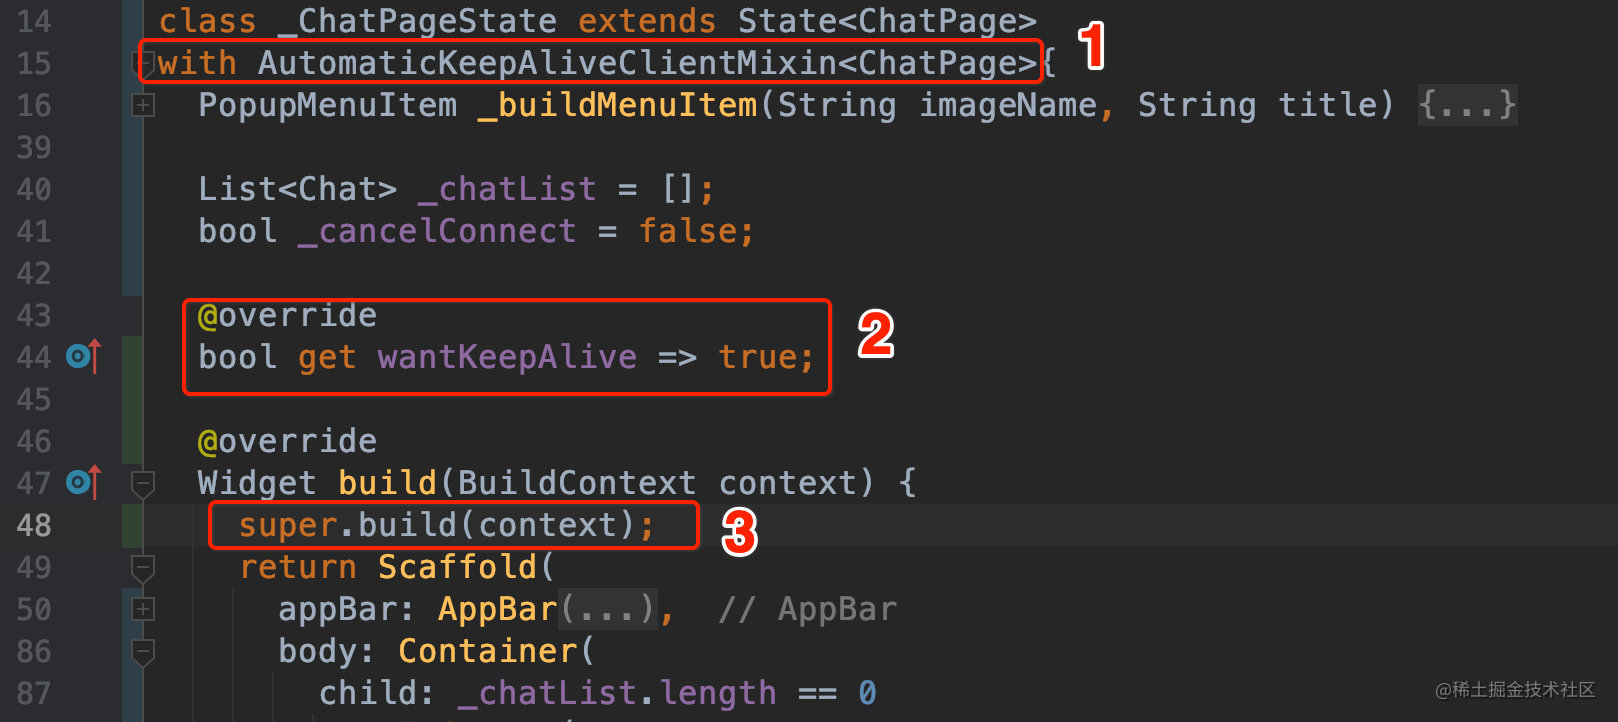 14 class _ChatPageState extends State<ChatPage>
15 with AutomaticKeepAliveClientMixin<ChatPage>{ 1
16 PopupMenuItem _buildMenuItem(String imageName, String title) {...}
39
40 List<Chat> _chatList = [];
41 bool _cancelConnect = false;
42
43 @override
44 bool get wantKeepAlive => true; 2
45
46 @override
47 Widget build(BuildContext context) {
48 super.build(context); 3
49 return Scaffold(
50 appBar: AppBar(...), // AppBar
86 body: Container(
87 child: _chatList.length == 0
@稀土掘金技术社区